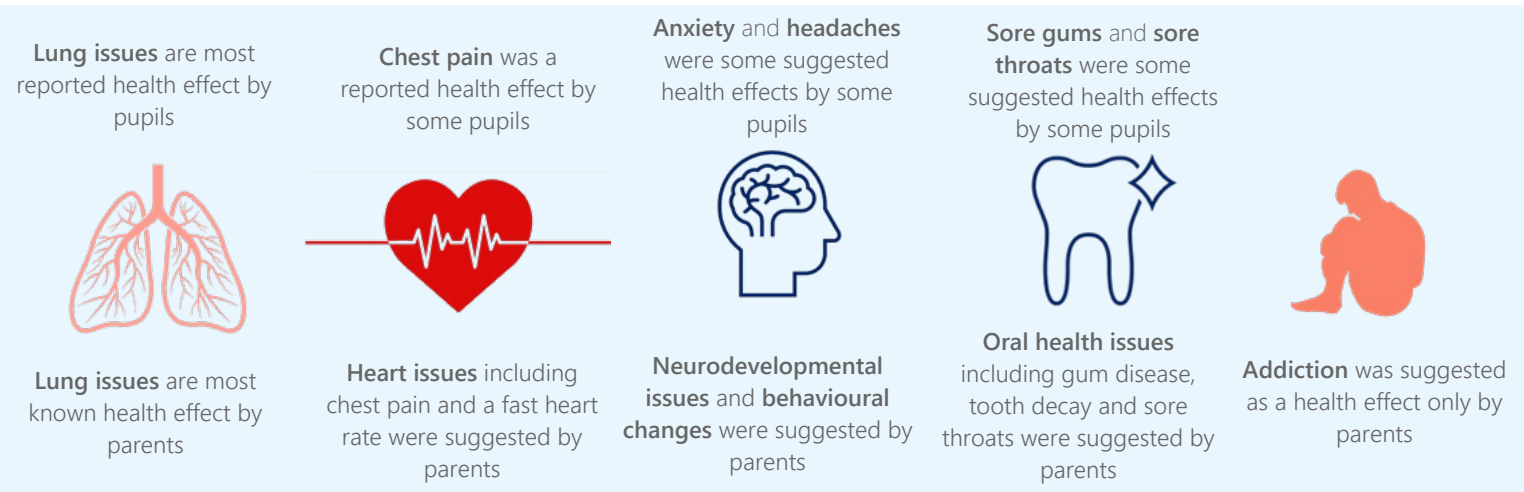 Lung issues are most
reported health effect by
pupils
Chest pain was a
reported health effect by
some pupils
Anxiety and headaches
were some suggested
health effects by some
pupils
Sore gums and sore
throats were some
suggested health effects
by some pupils
Lung issues are most
known health effect by
parents
Heart issues including
chest pain and a fast heart
rate were suggested by
parents
Neurodevelopmental
issues and behavioural
changes were suggested by
parents
Oral health issues
including gum disease,
tooth decay and sore
throats were suggested by
parents
Addiction was suggested
as a health effect only by
parents